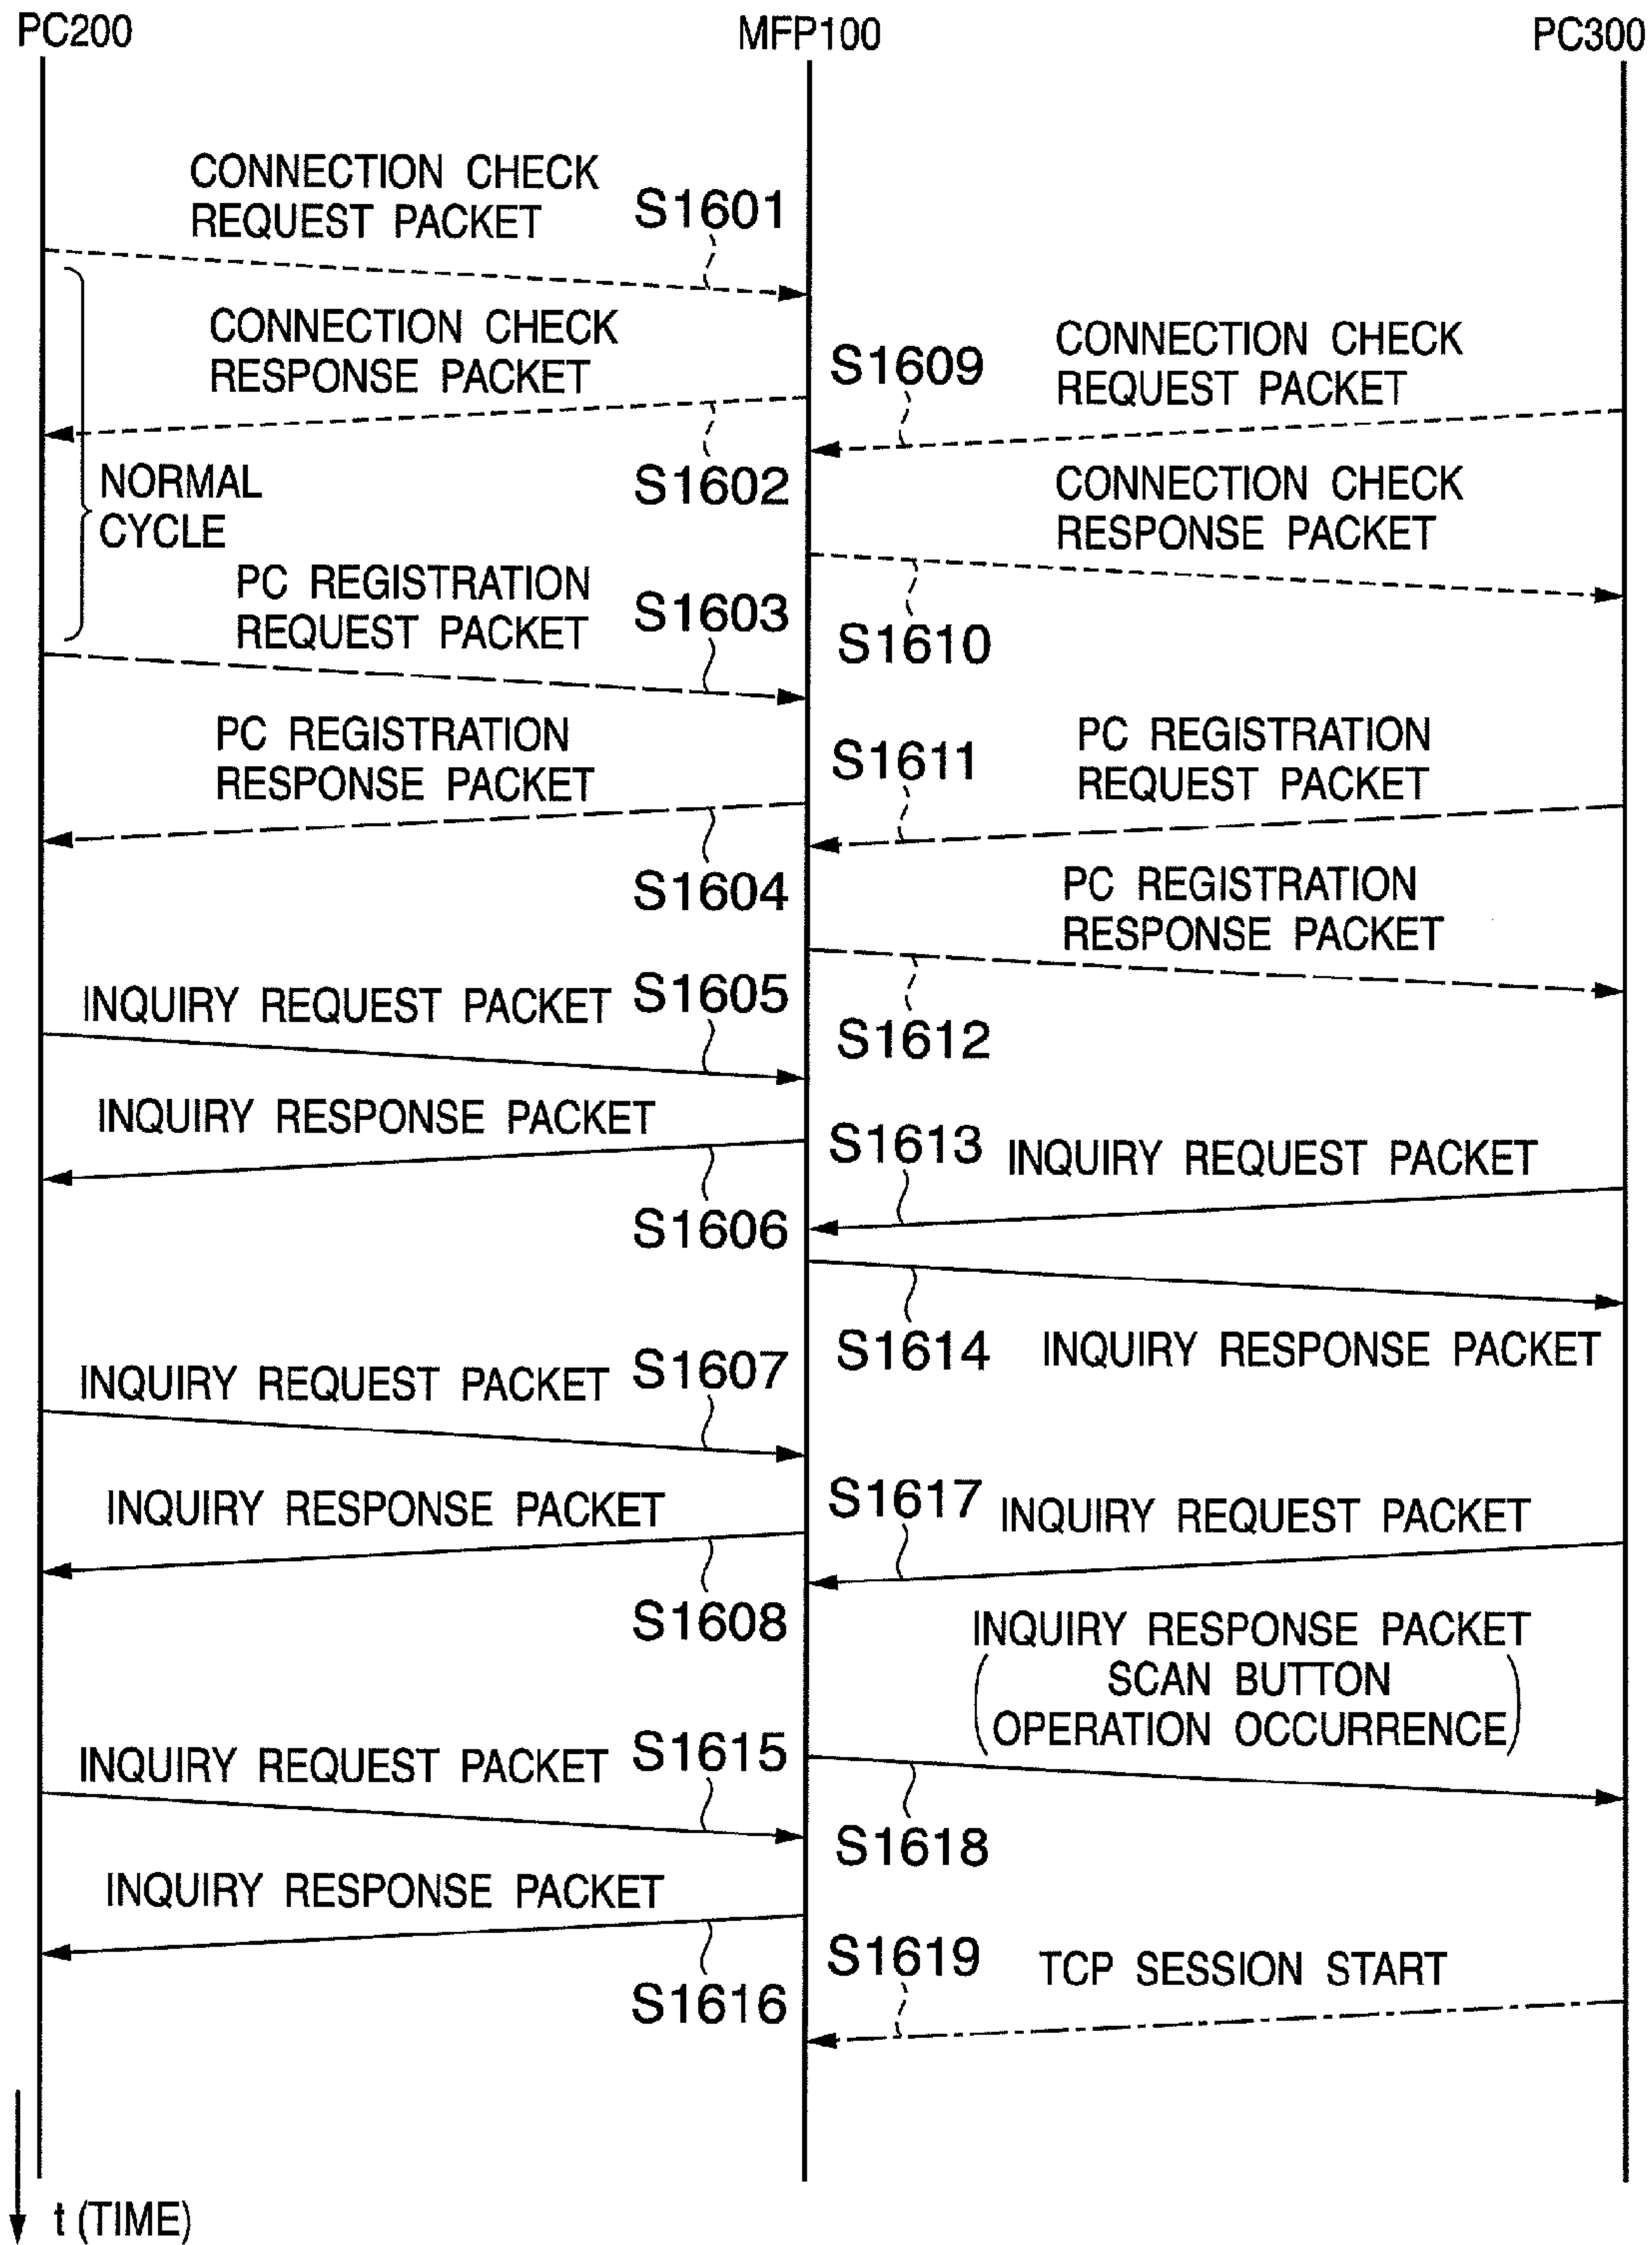 PC200
MFP100
PC300
CONNECTION CHECK
REQUEST PACKET
S1601
CONNECTION CHECK
RESPONSE PACKET
S1602
NORMAL
CYCLE
S1609
CONNECTION CHECK
REQUEST PACKET
CONNECTION CHECK
RESPONSE PACKET
S1610
PC REGISTRATION
REQUEST PACKET
S1603
PC REGISTRATION
RESPONSE PACKET
S1604
S1611
PC REGISTRATION
REQUEST PACKET
PC REGISTRATION
RESPONSE PACKET
S1612
INQUIRY REQUEST PACKET
S1605
INQUIRY RESPONSE PACKET
S1606
S1613
INQUIRY REQUEST PACKET
S1614
INQUIRY RESPONSE PACKET
INQUIRY REQUEST PACKET
S1607
INQUIRY RESPONSE PACKET
S1608
S1617
INQUIRY REQUEST PACKET
INQUIRY RESPONSE PACKET
(SCAN BUTTON
OPERATION OCCURRENCE)
S1618
INQUIRY REQUEST PACKET
S1615
INQUIRY RESPONSE PACKET
S1616
S1619
TCP SESSION START
t (TIME)